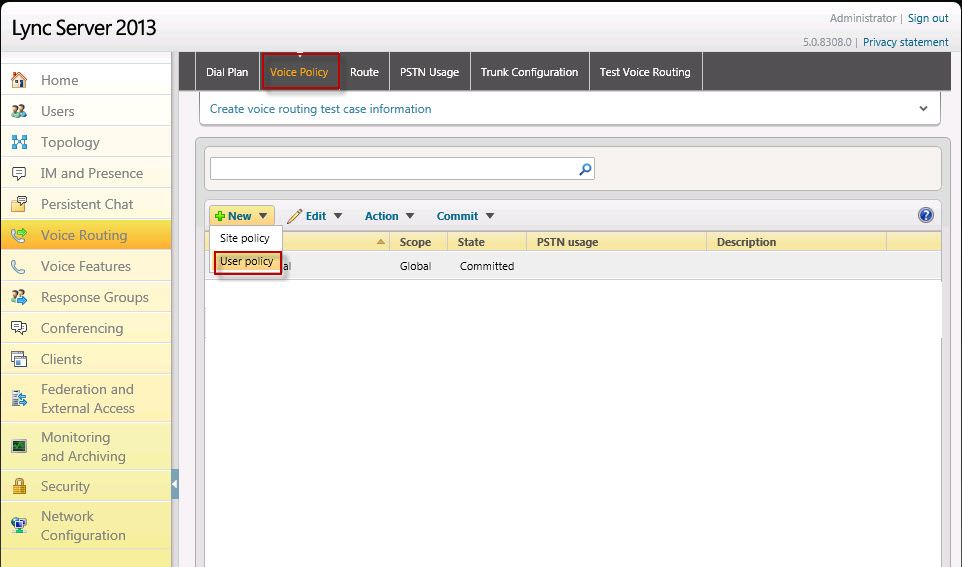 Lync Server 2013
Administrator | Sign out
5.0.8308.0 | Privacy statement
Home
Users
Topology
IM and Presence
Persistent Chat
Voice Routing
Voice Features
Response Groups
Conferencing
Clients
Federation and
External Access
Monitoring
and Archiving
Security
Network
Configuration
Dial Plan Voice Policy Route PSTN Usage Trunk Configuration Test Voice Routing
Create voice routing test case information
New Edit Action Commit ?
Site policy Scope State PSTN usage Description
User policy al Global Committed